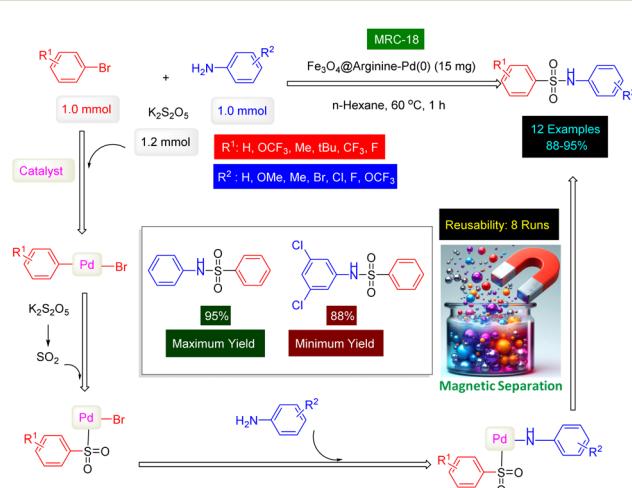 MRC-18
R¹
Br
+
H₂N
R²
Fe₃O₄@Arginine-Pd(0) (15 mg)
n-Hexane, 60 °C, 1 h
R¹
O
S
O
H
N
R²
1.0 mmol
K₂S₂O₅
1.0 mmol
1.2 mmol
12 Examples
88-95%
R¹: H, OCF₃, Me, tBu, CF₃, F
R² : H, OMe, Me, Br, Cl, F, OCF₃
Catalyst
Reusability: 8 Runs
R¹
Pd
Br
H
N
O
S
O
Cl
Cl
H
N
O
S
O
95%
88%
Maximum Yield
Minimum Yield
K₂S₂O₅
SO₂
Magnetic Separation
Pd
Br
R¹
S
O
O
H₂N
R²
Pd
H
N
R²
R¹
S
O
O